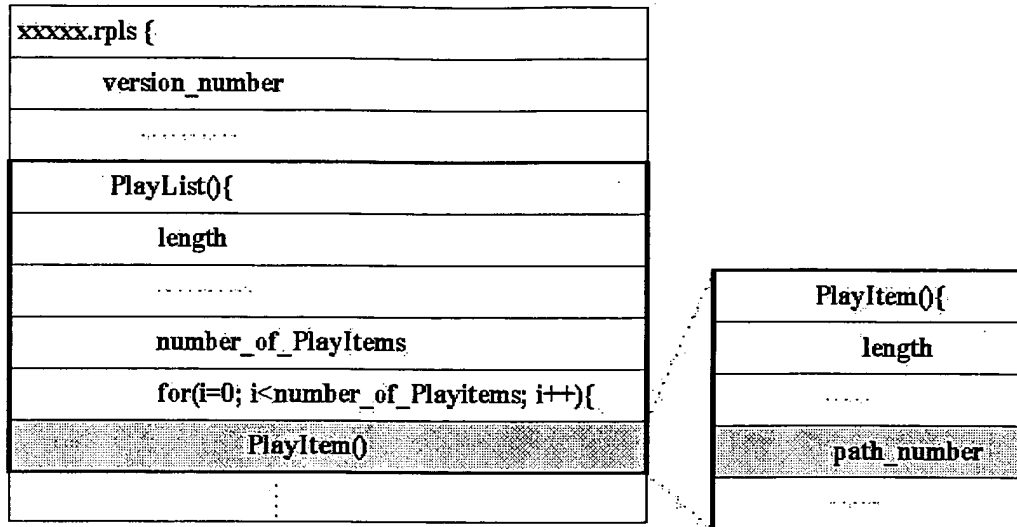 xxxxx.rpls {
version_number
..........
PlayList(){
length
..........
number_of_PlayItems
for(i=0; i<number_of_Playitems; i++){
PlayItem()
PlayItem(){
length
.....
path_number
......